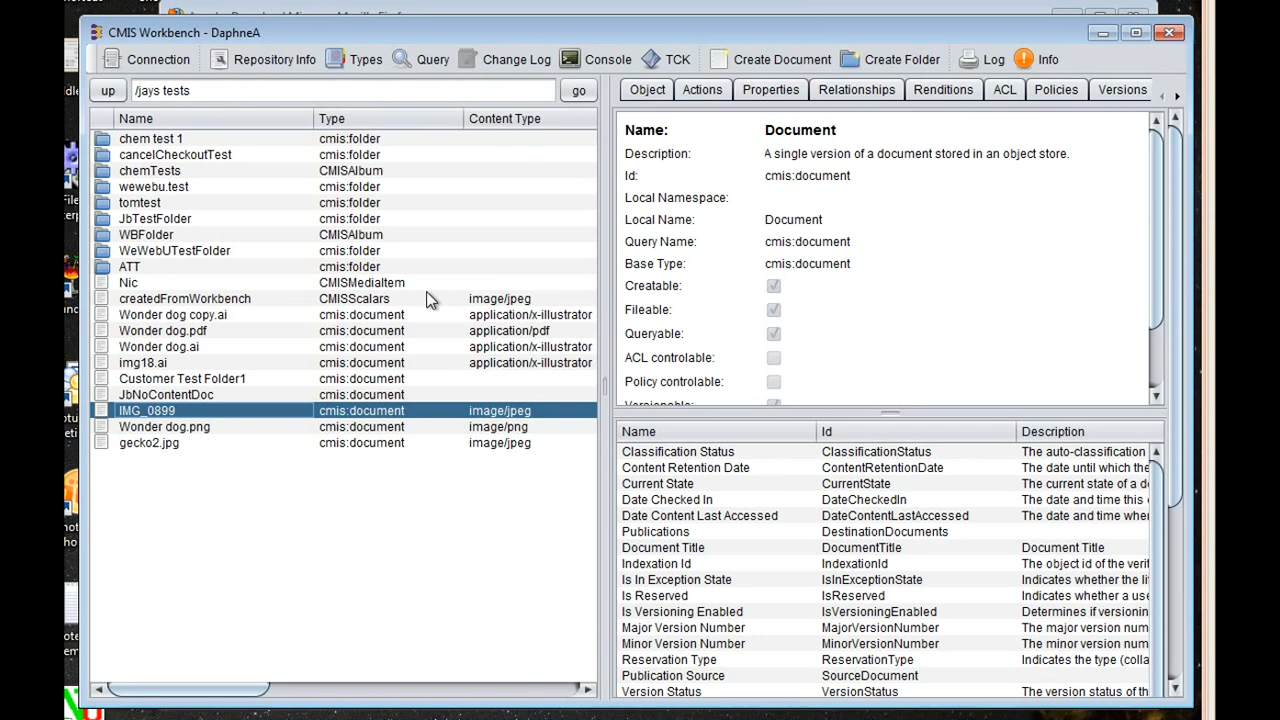 CMIS Workbench - DaphneA
Connection Repository Info Types Query Change Log Console TCK Create Document Create Folder Log Info
up /jays tests go
Object Actions Properties Relationships Renditions ACL Policies Versions
Name Type Content Type
chem test 1 cmis:folder
cancelCheckoutTest cmis:folder
chemTests CMISAlbum
wewebu.test cmis:folder
tomtest cmis:folder
JbTestFolder cmis:folder
WBFolder CMISAlbum
WeWebUTestFolder cmis:folder
ATT cmis:folder
Nic CMISMediaItem
createdFromWorkbench CMISScalars image/jpeg
Wonder dog copy.ai cmis:document application/x-illustrator
Wonder dog.pdf cmis:document application/pdf
Wonder dog.ai cmis:document application/x-illustrator
img18.ai cmis:document application/x-illustrator
Customer Test Folder1 cmis:document
JbNoContentDoc cmis:document
IMG_0899 cmis:document image/jpeg
Wonder dog.png cmis:document image/png
gecko2.jpg cmis:document image/jpeg
Name: Document
Description: A single version of a document stored in an object store.
Id: cmis:document
Local Namespace:
Local Name: Document
Query Name: cmis:document
Base Type: cmis:document
Creatable:
Fileable:
Queryable:
ACL controlable:
Policy controlable:
Name Id Description
Classification Status ClassificationStatus The auto-classification
Content Retention Date ContentRetentionDate The date until which the
Current State CurrentState The current state of a d
Date Checked In DateCheckedIn The date and time this
Date Content Last Accessed DateContentLastAccessed The date and time wher
Publications DestinationDocuments
Document Title DocumentTitle Document Title
Indexation Id IndexationId The object id of the verit
Is In Exception State IsInExceptionState Indicates whether the lif
Is Reserved IsReserved Indicates whether a use
Is Versioning Enabled IsVersioningEnabled Determines if versionin
Major Version Number MajorVersionNumber The major version num
Minor Version Number MinorVersionNumber The minor version num
Reservation Type ReservationType Indicates the type (colla
Publication Source SourceDocument
Version Status VersionStatus The version status of th